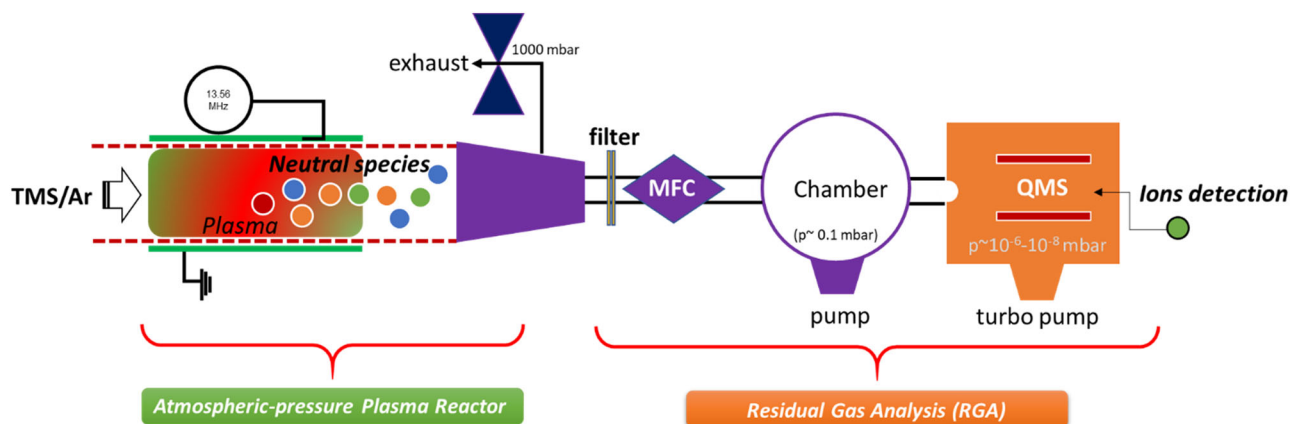 1000 mbar
exhaust
13.56
MHz
filter
Neutral species
TMS/Ar
Plasma
MFC
Chamber
(p~ 0.1 mbar)
QMS
Ions detection
p~10⁻⁶-10⁻⁸ mbar
pump
turbo pump
Atmospheric-pressure Plasma Reactor
Residual Gas Analysis (RGA)